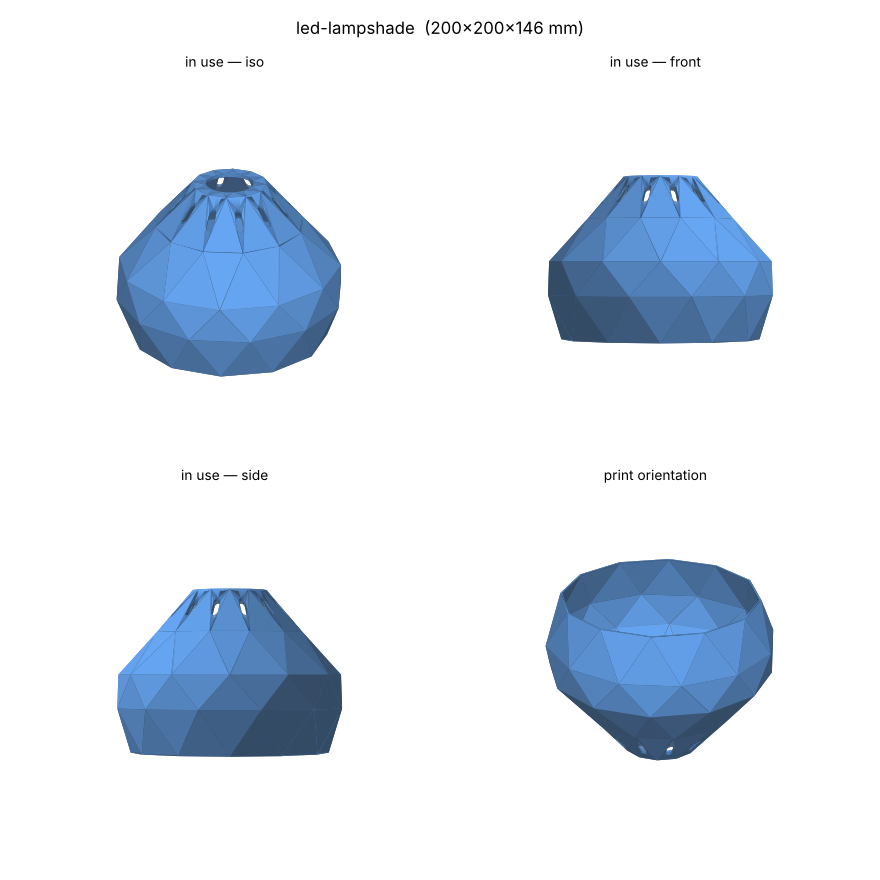 led-lampshade (200×200×146 mm)
in use — iso
in use — front
in use — side
print orientation